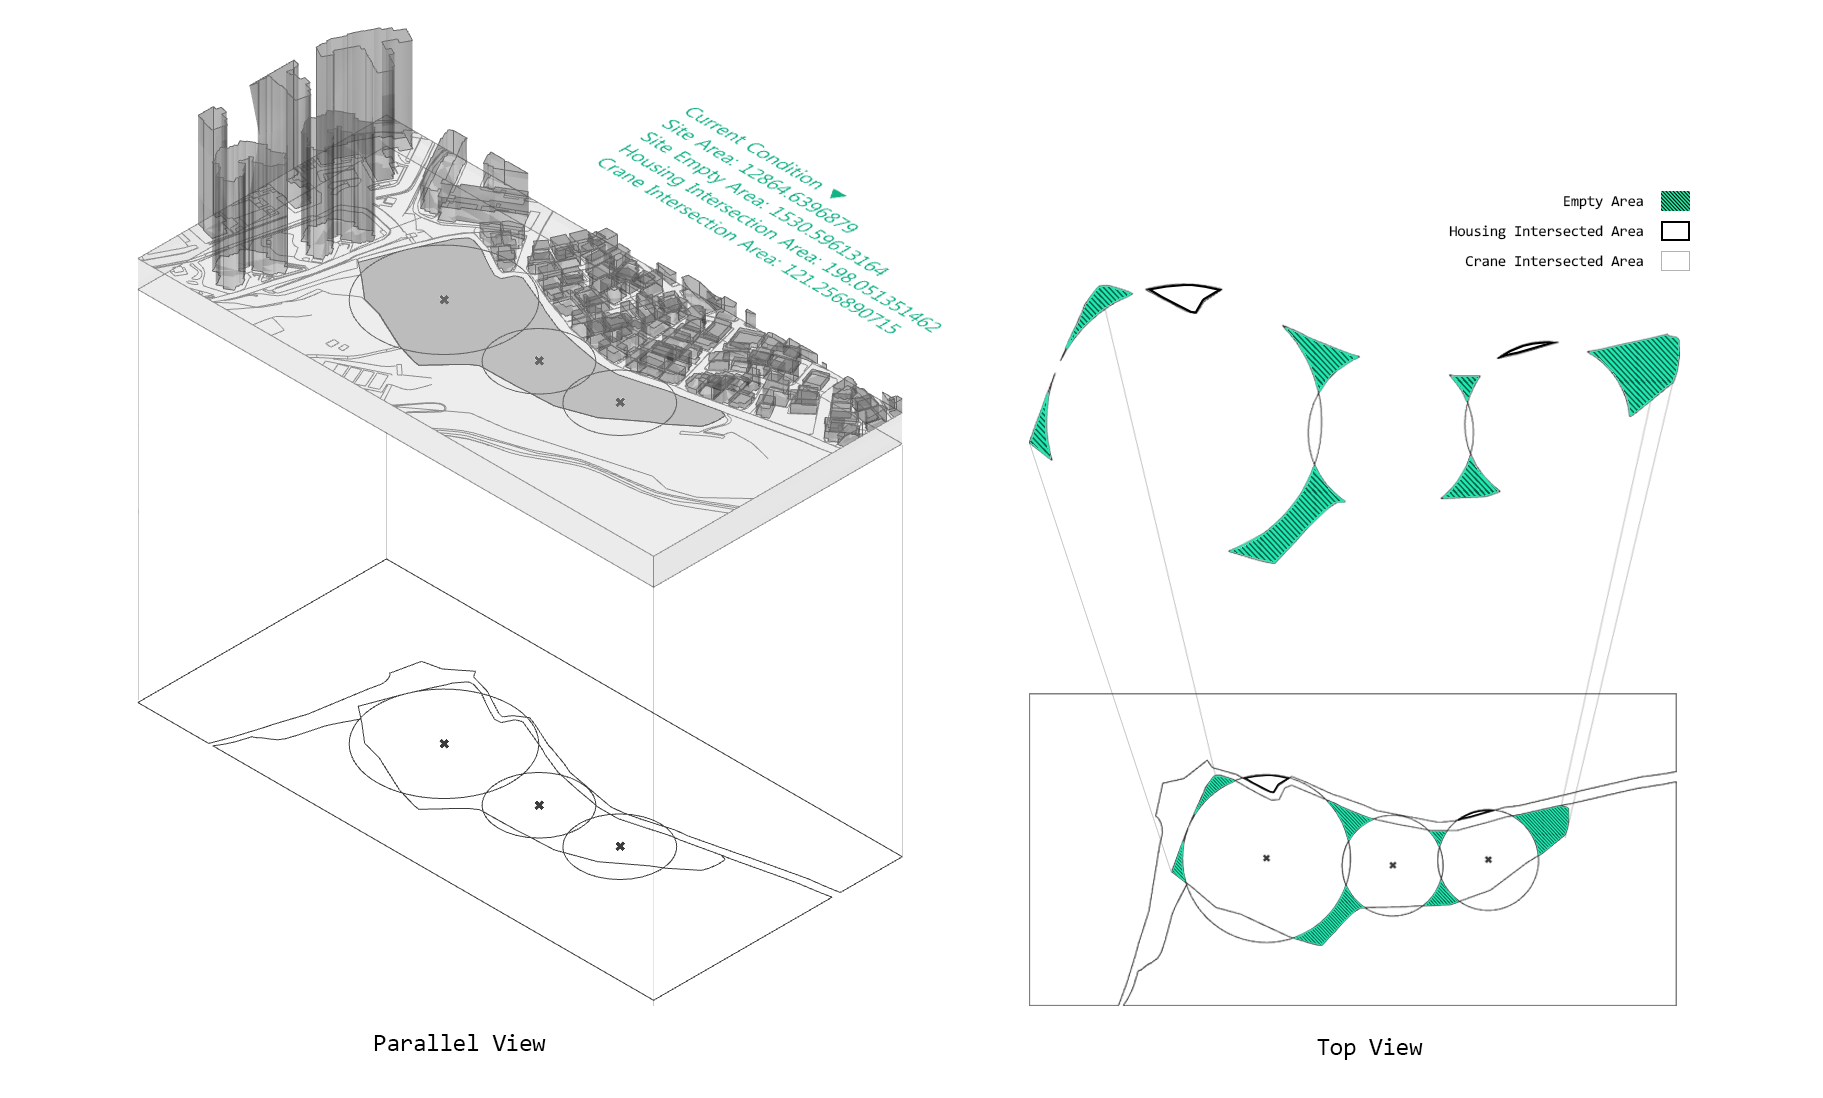 Current Condition
Site Area: 12864.6396879
Site Empty Area: 1530.59613164
Housing Intersection Area: 198.051351462
Crane Intersection Area: 121.256890715
Empty Area
Housing Intersected Area
Crane Intersected Area
Parallel View
Top View